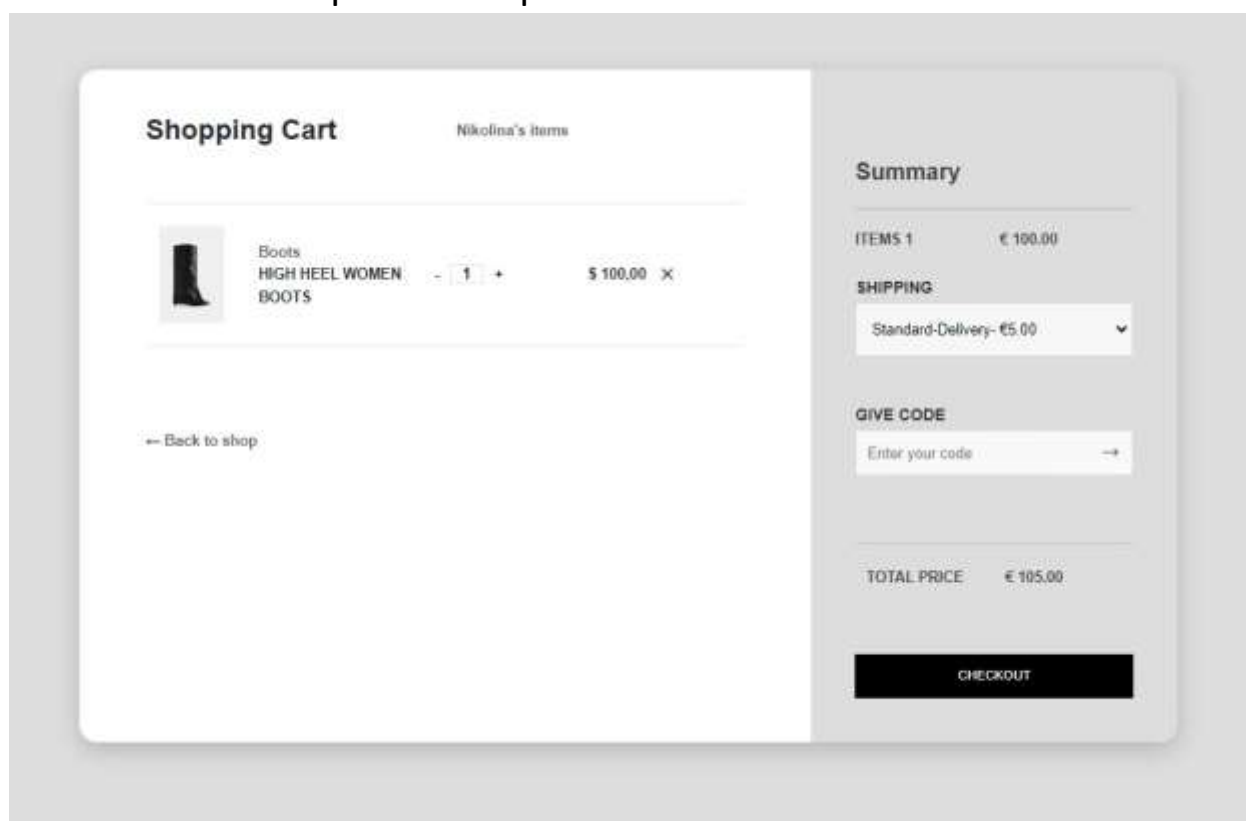 Shopping Cart
Nikolina's items
Boots
HIGH HEEL WOMEN
BOOTS
- 1 +
$ 100,00 ×
← Back to shop
Summary
ITEMS 1 € 100.00
SHIPPING
Standard-Delivery- €5.00
GIVE CODE
Enter your code →
TOTAL PRICE € 105.00
CHECKOUT